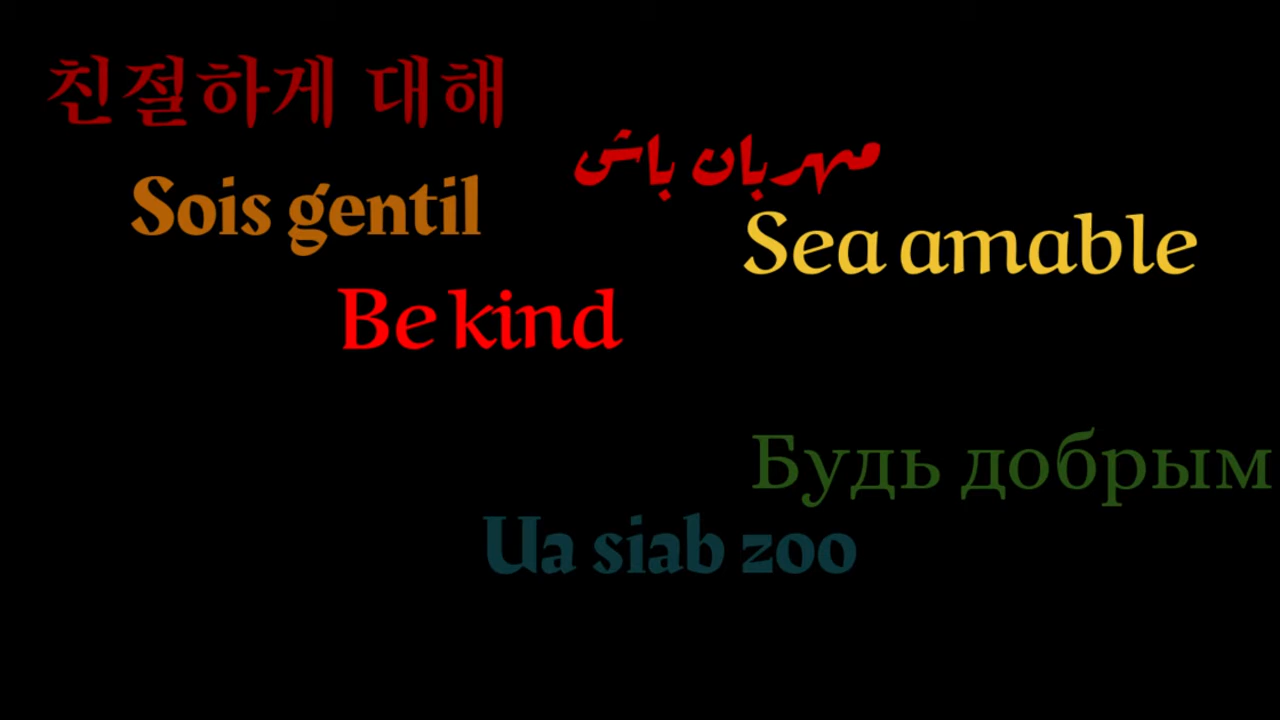 친절하게 대해
مهربان باش
Sois gentil
Sea amable
Be kind
Будь добрым
Ua siab zoo